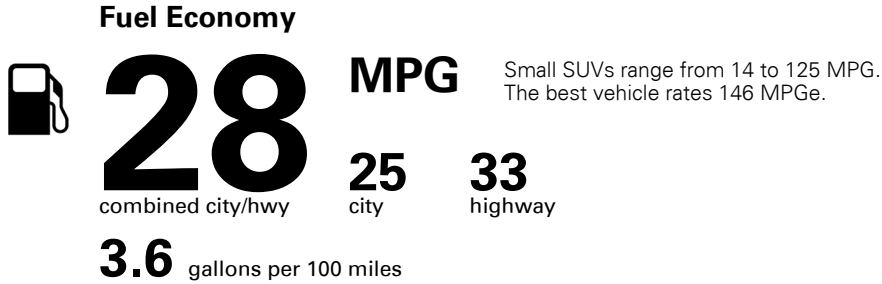 Fuel Economy
28 MPG
Small SUVs range from 14 to 125 MPG.
The best vehicle rates 146 MPGe.
combined city/hwy
25
city
33
highway
3.6 gallons per 100 miles